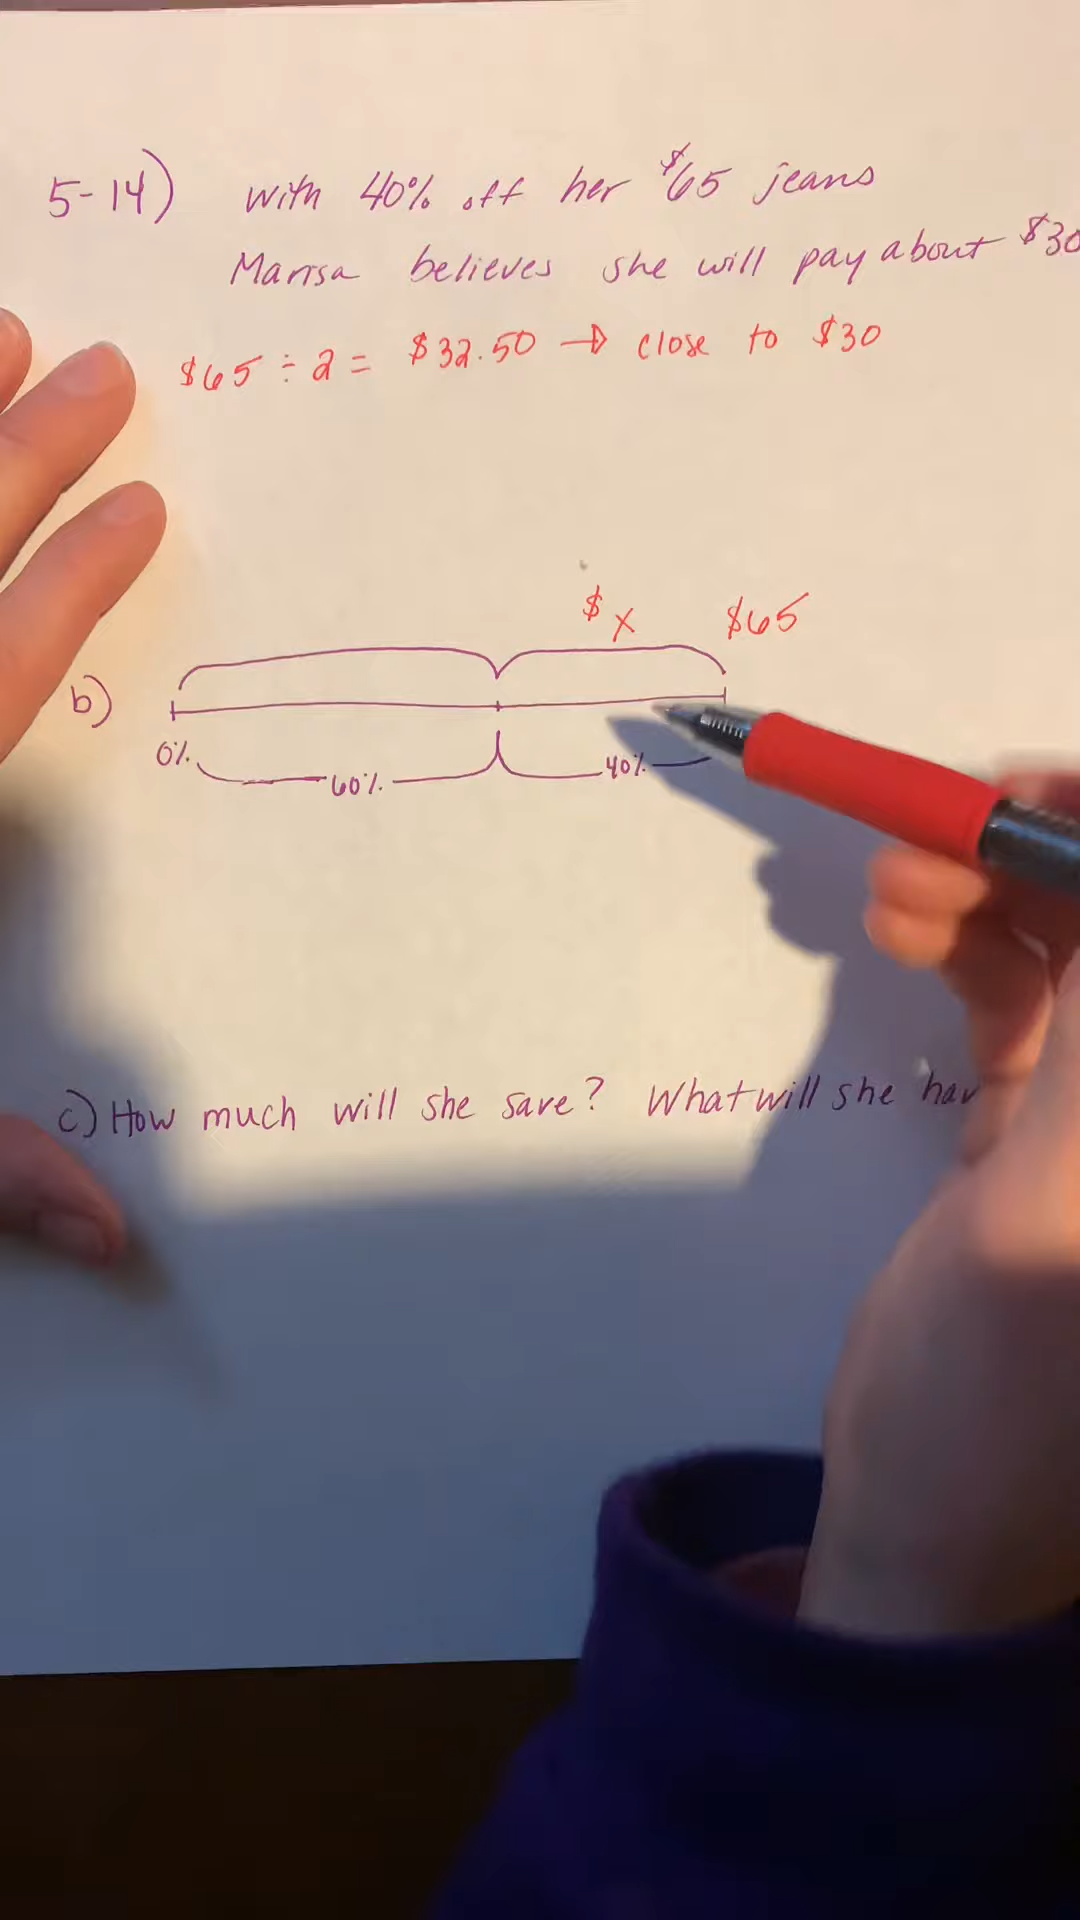 5-14) with 40% off her $65 jeans
Marisa believes she will pay about $30
$65 ÷ 2 = $32.50 → close to $30
$x $65
b)
0% 60% 40%
c) How much will she save? What will she hav